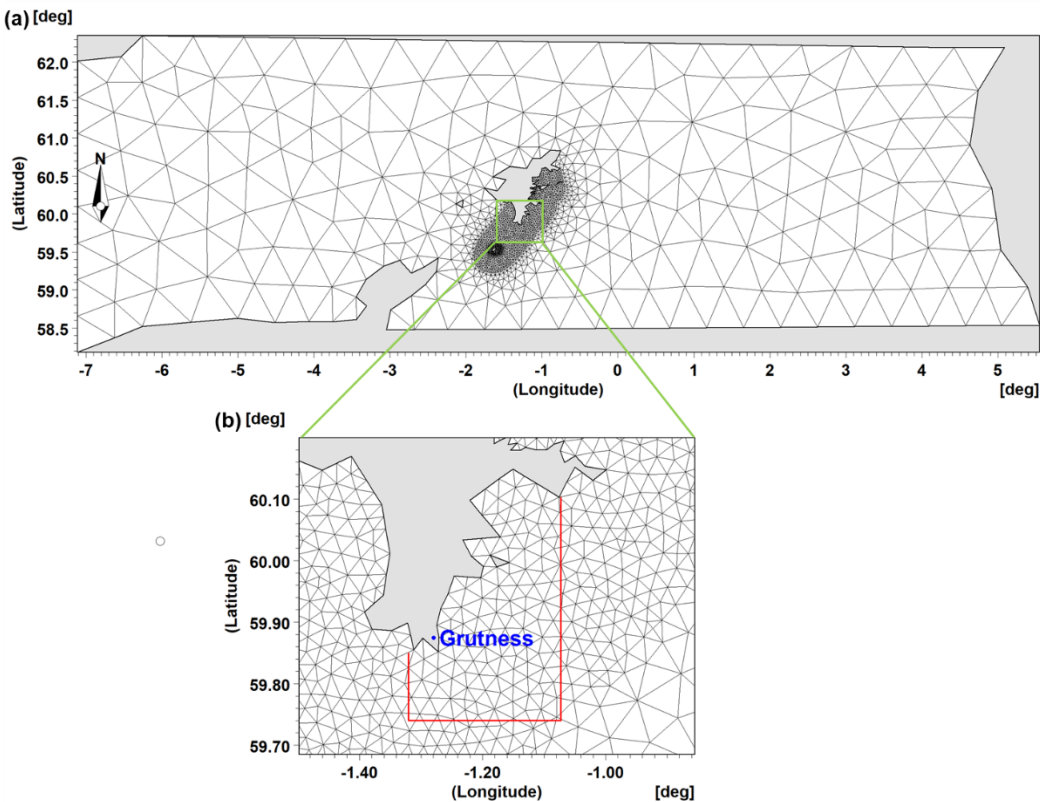 (a) [deg]
62.0
61.5
61.0
60.5
60.0
59.5
59.0
58.5
(Latitude)
N
-7 -6 -5 -4 -3 -2 -1 0 1 2 3 4 5
(Longitude) [deg]
(b) [deg]
60.10
60.00
59.90
59.80
59.70
(Latitude)
Grutness
-1.40 -1.20 -1.00
(Longitude) [deg]